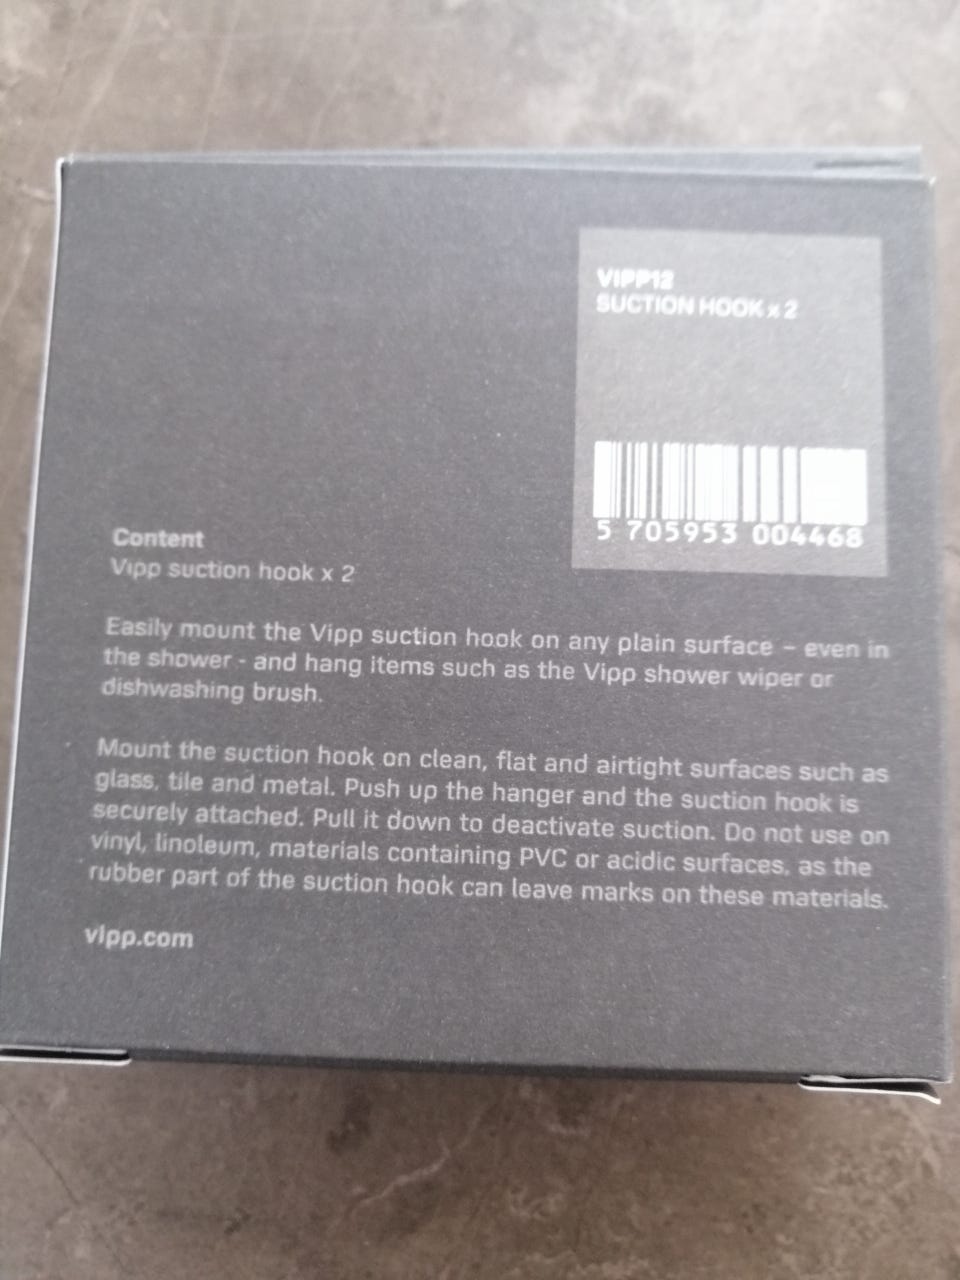 VIPP12
SUCTION HOOK x 2
5 705953 004468
Content
Vipp suction hook x 2
Easily mount the Vipp suction hook on any plain surface – even in
the shower - and hang items such as the Vipp shower wiper or
dishwashing brush.
Mount the suction hook on clean, flat and airtight surfaces such as
glass, tile and metal. Push up the hanger and the suction hook is
securely attached. Pull it down to deactivate suction. Do not use on
vinyl, linoleum, materials containing PVC or acidic surfaces, as the
rubber part of the suction hook can leave marks on these materials.
vipp.com